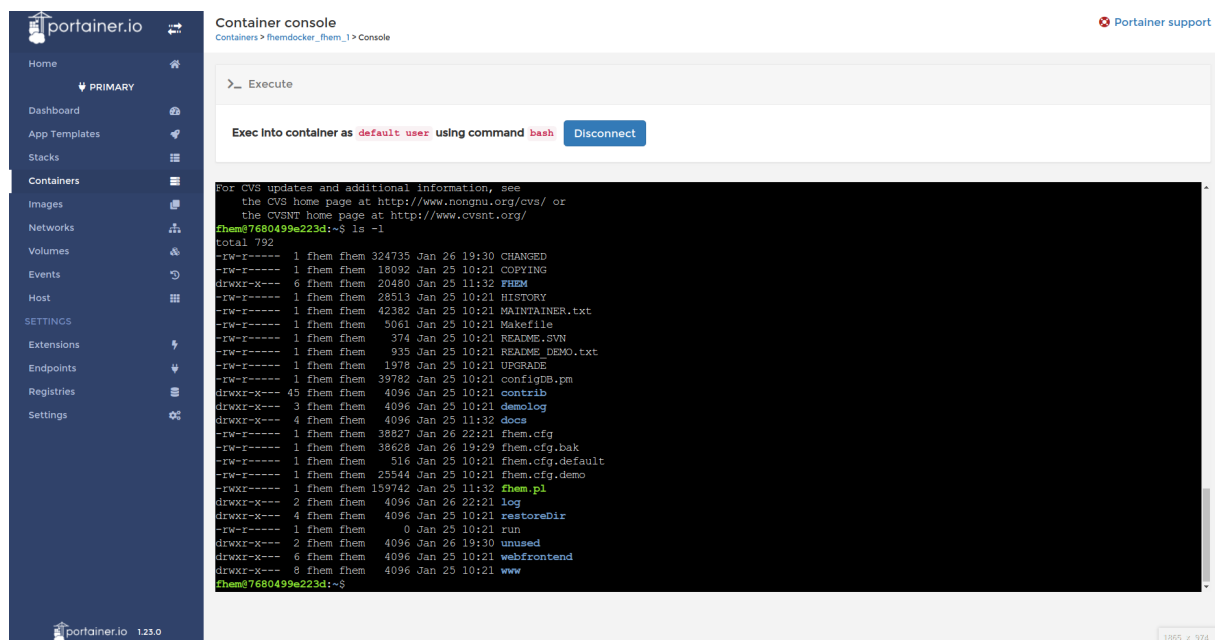 portainer.io
Home
PRIMARY
Dashboard
App Templates
Stacks
Containers
Images
Networks
Volumes
Events
Host
SETTINGS
Extensions
Endpoints
Registries
Settings
portainer.io 1.23.0
Container console
Portainer support
Containers > fhemdocker_fhem_1 > Console
>_ Execute
Exec into container as default user using command bash Disconnect
For CVS updates and additional information, see
    the CVS home page at http://www.nongnu.org/cvs/ or
    the CVSNT home page at http://www.cvsnt.org/
fhem@7680499e223d:~$ ls -l
total 792
-rw-r----- 1 fhem fhem 324735 Jan 26 19:30 CHANGED
-rw-r----- 1 fhem fhem 18092 Jan 25 10:21 COPYING
drwxr-x--- 6 fhem fhem 20480 Jan 25 11:32 FHEM
-rw-r----- 1 fhem fhem 28513 Jan 25 10:21 HISTORY
-rw-r----- 1 fhem fhem 42382 Jan 25 10:21 MAINTAINER.txt
-rw-r----- 1 fhem fhem 5061 Jan 25 10:21 Makefile
-rw-r----- 1 fhem fhem 374 Jan 25 10:21 README.SVN
-rw-r----- 1 fhem fhem 935 Jan 25 10:21 README_DEMO.txt
-rw-r----- 1 fhem fhem 1978 Jan 25 10:21 UPGRADE
-rw-r----- 1 fhem fhem 39782 Jan 25 10:21 configDB.pm
drwxr-x--- 45 fhem fhem 4096 Jan 25 10:21 contrib
drwxr-x--- 3 fhem fhem 4096 Jan 25 10:21 demolog
drwxr-x--- 4 fhem fhem 4096 Jan 25 11:32 docs
-rw-r----- 1 fhem fhem 38827 Jan 26 22:21 fhem.cfg
-rw-r----- 1 fhem fhem 38628 Jan 26 19:29 fhem.cfg.bak
-rw-r----- 1 fhem fhem 516 Jan 25 10:21 fhem.cfg.default
-rw-r----- 1 fhem fhem 25544 Jan 25 10:21 fhem.cfg.demo
-rwxr----- 1 fhem fhem 159742 Jan 25 11:32 fhem.pl
drwxr-x--- 2 fhem fhem 4096 Jan 26 22:21 log
drwxr-x--- 4 fhem fhem 4096 Jan 25 10:21 restoreDir
-rw-r----- 1 fhem fhem 0 Jan 25 10:21 run
drwxr-x--- 2 fhem fhem 4096 Jan 26 19:30 unused
drwxr-x--- 6 fhem fhem 4096 Jan 25 10:21 webfrontend
drwxr-x--- 8 fhem fhem 4096 Jan 25 10:21 www
fhem@7680499e223d:~$